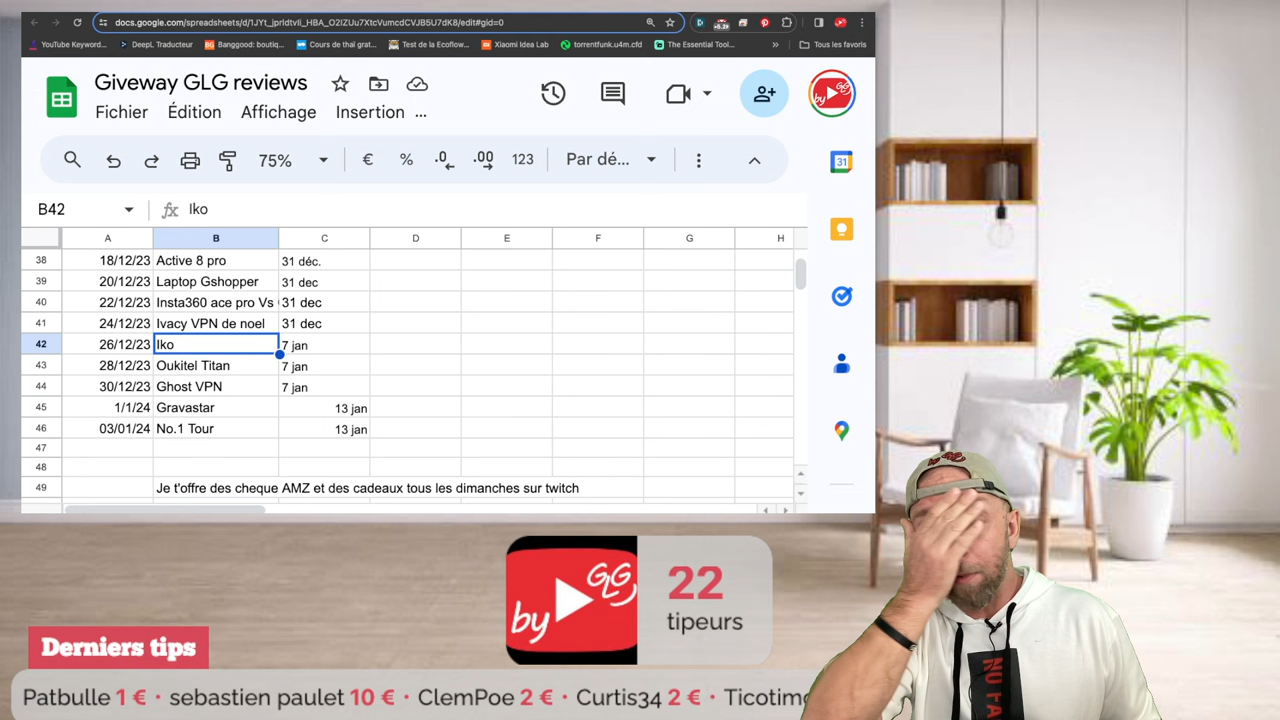 docs.google.com/spreadsheets/d/1JYt_jprldtvIi_HBA_O2IZUu7XtcVumcdCVJB5U7dK8/edit#gid=0
YouTube Keyword...
DeepL Traducteur
Banggood: boutiq...
Cours de thaï grat...
Test de la Ecoflow...
Xiaomi Idea Lab
torrentfunk.u4m.cfd
The Essential Tool...
»
Tous les favoris
Giveway GLG reviews
Fichier Édition Affichage Insertion ...
75% € % .0 .00 123 Par dé...
31
B42 fx Iko
A B C D E F G H
38 18/12/23 Active 8 pro 31 déc.
39 20/12/23 Laptop Gshopper 31 dec
40 22/12/23 Insta360 ace pro Vs 31 dec
41 24/12/23 Ivacy VPN de noel 31 dec
42 26/12/23 Iko 7 jan
43 28/12/23 Oukitel Titan 7 jan
44 30/12/23 Ghost VPN 7 jan
45 1/1/24 Gravastar 13 jan
46 03/01/24 No.1 Tour 13 jan
47
48
49 Je t'offre des cheque AMZ et des cadeaux tous les dimanches sur twitch
by GLG
22
tipeurs
Derniers tips
Patbulle 1 € · sebastien paulet 10 € · ClemPoe 2 € · Curtis34 2 € · Ticotimo